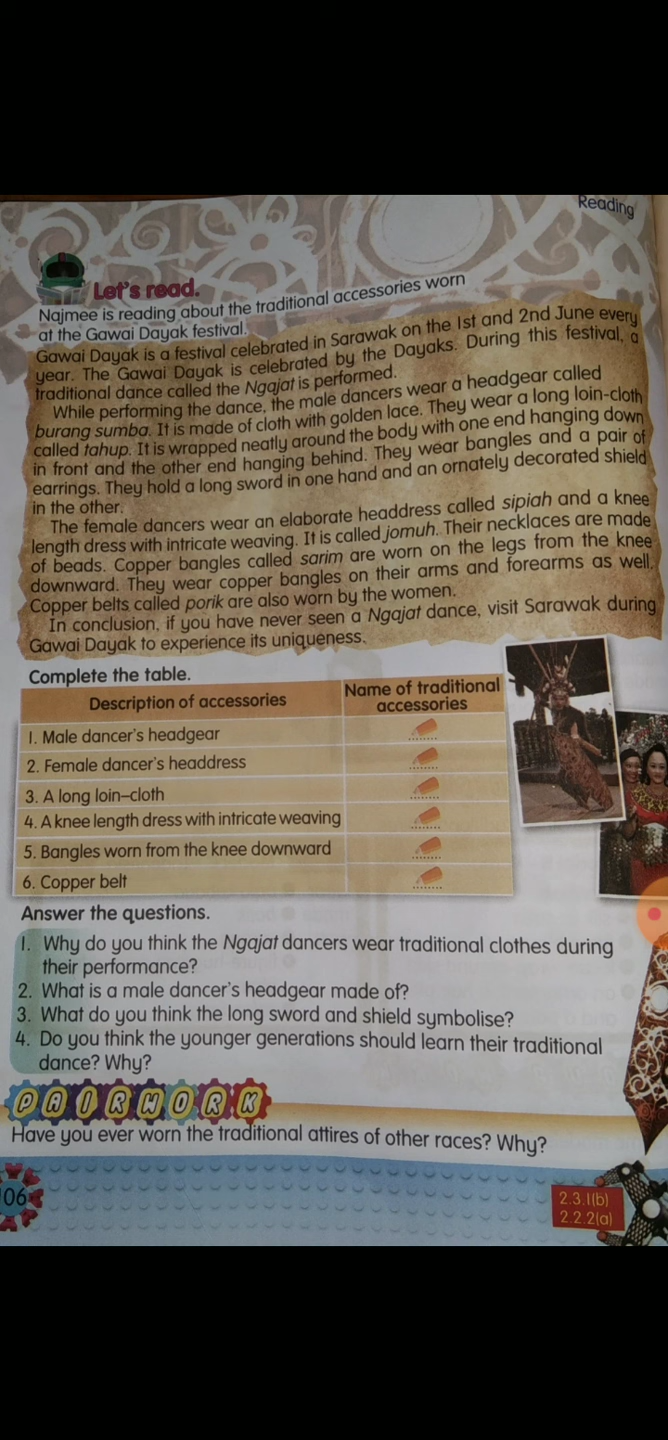 Reading
Let's read.
Najmee is reading about the traditional accessories worn
at the Gawai Dayak festival.
Gawai Dayak is a festival celebrated in Sarawak on the 1st and 2nd June every
year. The Gawai Dayak is celebrated by the Dayaks. During this festival, a
traditional dance called the Ngajat is performed.
While performing the dance, the male dancers wear a headgear called
burang sumba. It is made of cloth with golden lace. They wear a long loin-cloth
called tahup. It is wrapped neatly around the body with one end hanging down
in front and the other end hanging behind. They wear bangles and a pair of
earrings. They hold a long sword in one hand and an ornately decorated shield
in the other.
The female dancers wear an elaborate headdress called sipiah and a knee
length dress with intricate weaving. It is called jomuh. Their necklaces are made
of beads. Copper bangles called sarim are worn on the legs from the knee
downward. They wear copper bangles on their arms and forearms as well.
Copper belts called porik are also worn by the women.
In conclusion, if you have never seen a Ngajat dance, visit Sarawak during
Gawai Dayak to experience its uniqueness.
Complete the table.
Description of accessories
Name of traditional
accessories
1. Male dancer's headgear
2. Female dancer's headdress
3. A long loin–cloth
4. A knee length dress with intricate weaving
5. Bangles worn from the knee downward
6. Copper belt
Answer the questions.
1. Why do you think the Ngajat dancers wear traditional clothes during
their performance?
2. What is a male dancer's headgear made of?
3. What do you think the long sword and shield symbolise?
4. Do you think the younger generations should learn their traditional
dance? Why?
PAIRWORK
Have you ever worn the traditional attires of other races? Why?
106
2.3.1(b)
2.2.2(a)